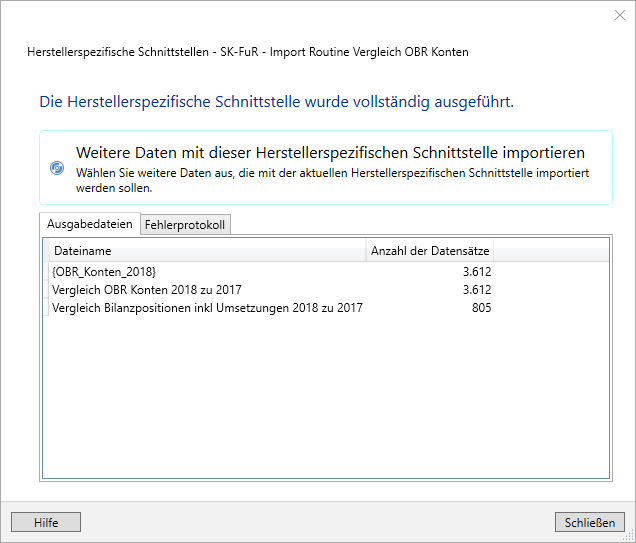 Herstellerspezifische Schnittstellen - SK-FuR - Import Routine Vergleich OBR Konten
Die Herstellerspezifische Schnittstelle wurde vollständig ausgeführt.
Weitere Daten mit dieser Herstellerspezifischen Schnittstelle importieren
Wählen Sie weitere Daten aus, die mit der aktuellen Herstellerspezifischen Schnittstelle importiert
werden sollen.
Ausgabedateien Fehlerprotokoll
Dateiname Anzahl der Datensätze
{OBR_Konten_2018} 3.612
Vergleich OBR Konten 2018 zu 2017 3.612
Vergleich Bilanzpositionen inkl Umsetzungen 2018 zu 2017 805
Hilfe Schließen